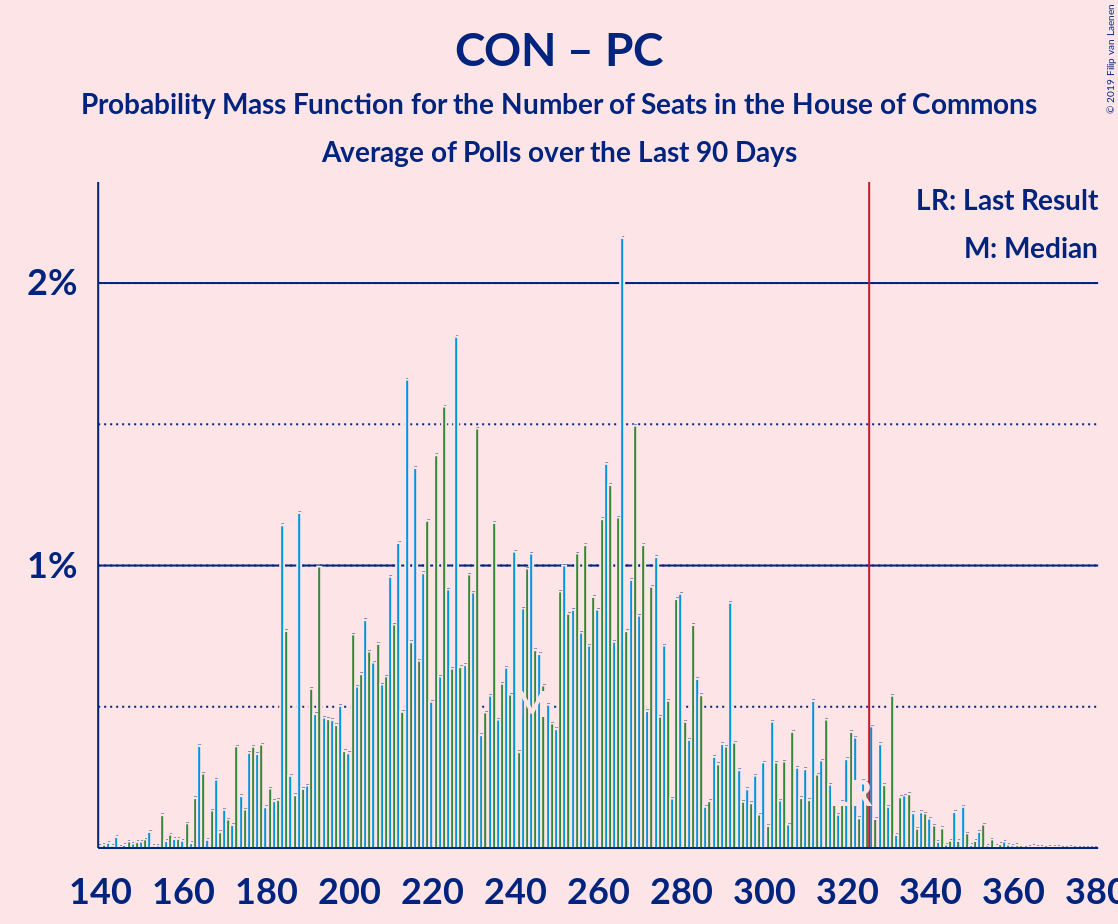 CON – PC
Probability Mass Function for the Number of Seats in the House of Commons
Average of Polls over the Last 90 Days
© 2019 Filip van Laenen
LR: Last Result
M: Median
2%
1%
140 160 180 200 220 240 260 280 300 320 340 360 380